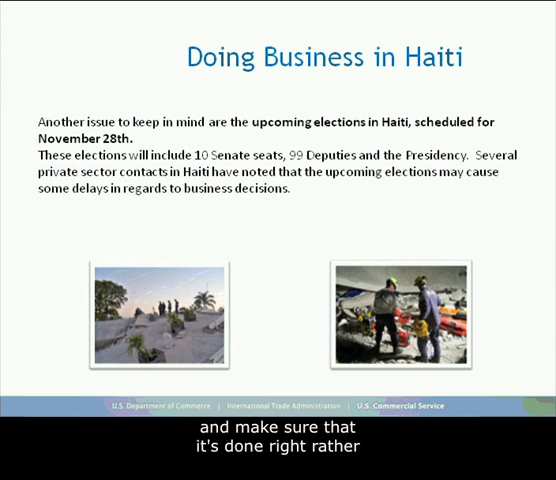 Doing Business in Haiti
Another issue to keep in mind are the upcoming elections in Haiti, scheduled for
November 28th.
These elections will include 10 Senate seats, 99 Deputies and the Presidency. Several
private sector contacts in Haiti have noted that the upcoming elections may cause
some delays in regards to business decisions.
U.S. Department of Commerce | International Trade Administration | U.S. Commercial Service
and make sure that
it's done right rather